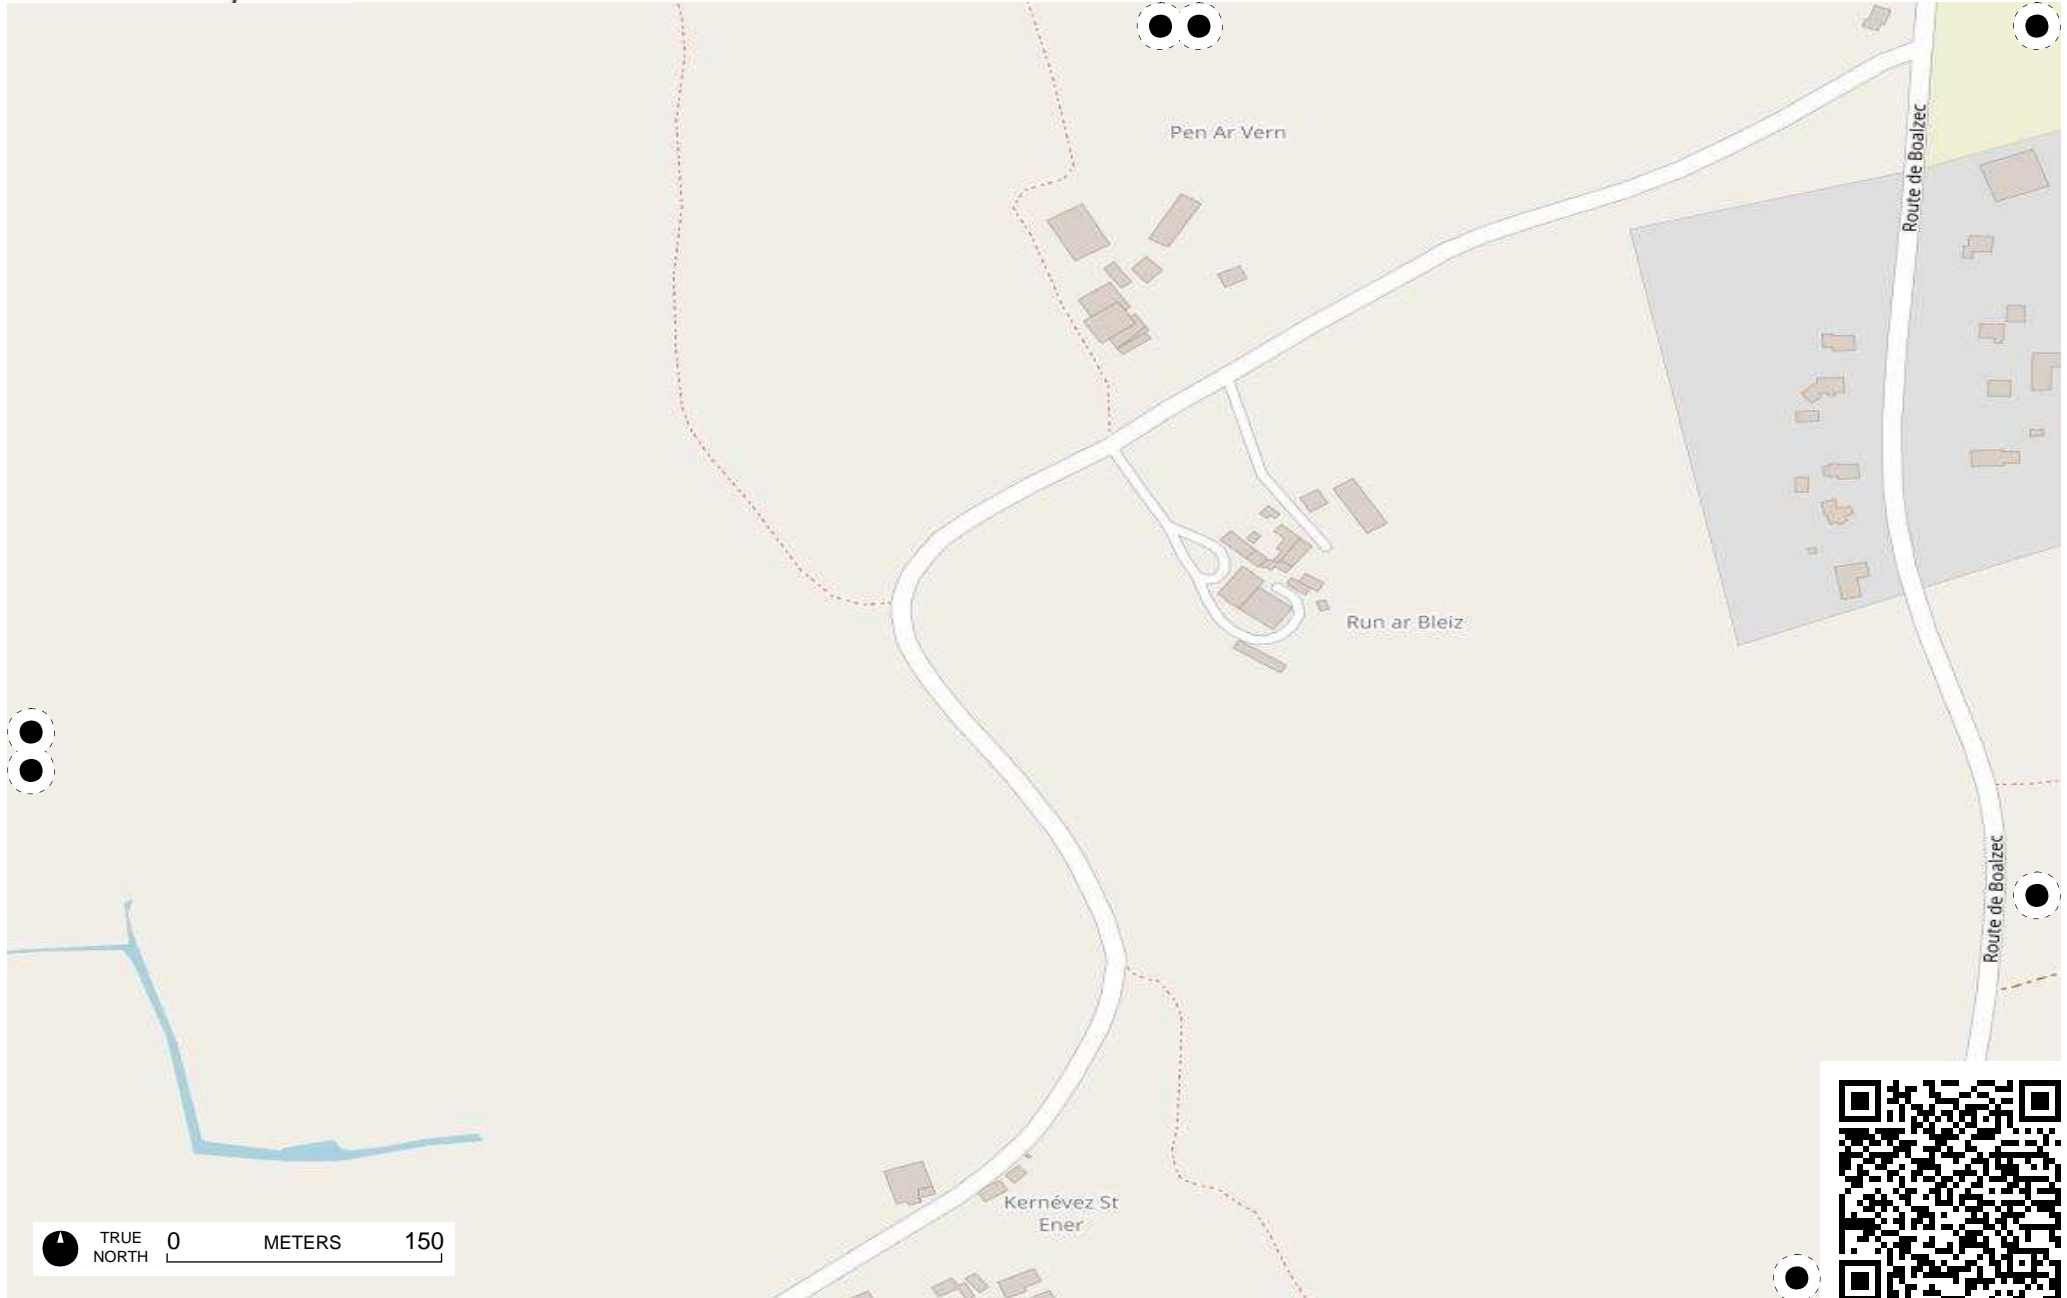 Pen Ar Vern
Route de Boalzec
Run ar Bleiz
Route de Boalzec
Kernévez St
Ener
TRUE
NORTH
0 METERS 150